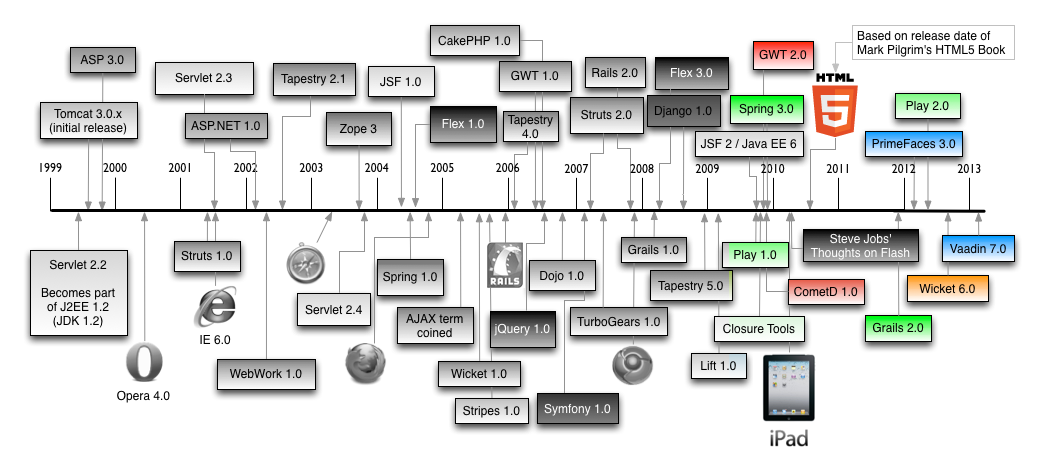 CakePHP 1.0
Based on release date of
Mark Pilgrim's HTML5 Book
ASP 3.0
GWT 2.0
Servlet 2.3
Tapestry 2.1
JSF 1.0
GWT 1.0
Rails 2.0
Flex 3.0
HTML
5
Tomcat 3.0.x
(initial release)
ASP.NET 1.0
Zope 3
Flex 1.0
Tapestry
4.0
Struts 2.0
Django 1.0
Spring 3.0
Play 2.0
JSF 2 / Java EE 6
PrimeFaces 3.0
1999
2000
2001
2002
2003
2004
2005
2006
2007
2008
2009
2010
2011
2012
2013
Servlet 2.2
Becomes part
of J2EE 1.2
(JDK 1.2)
Struts 1.0
IE 6.0
Opera 4.0
WebWork 1.0
Servlet 2.4
Spring 1.0
AJAX term
coined
RAILS
jQuery 1.0
Wicket 1.0
Stripes 1.0
Dojo 1.0
Symfony 1.0
TurboGears 1.0
Grails 1.0
Tapestry 5.0
Play 1.0
Closure Tools
Lift 1.0
CometD 1.0
iPad
Steve Jobs'
Thoughts on Flash
Grails 2.0
Wicket 6.0
Vaadin 7.0